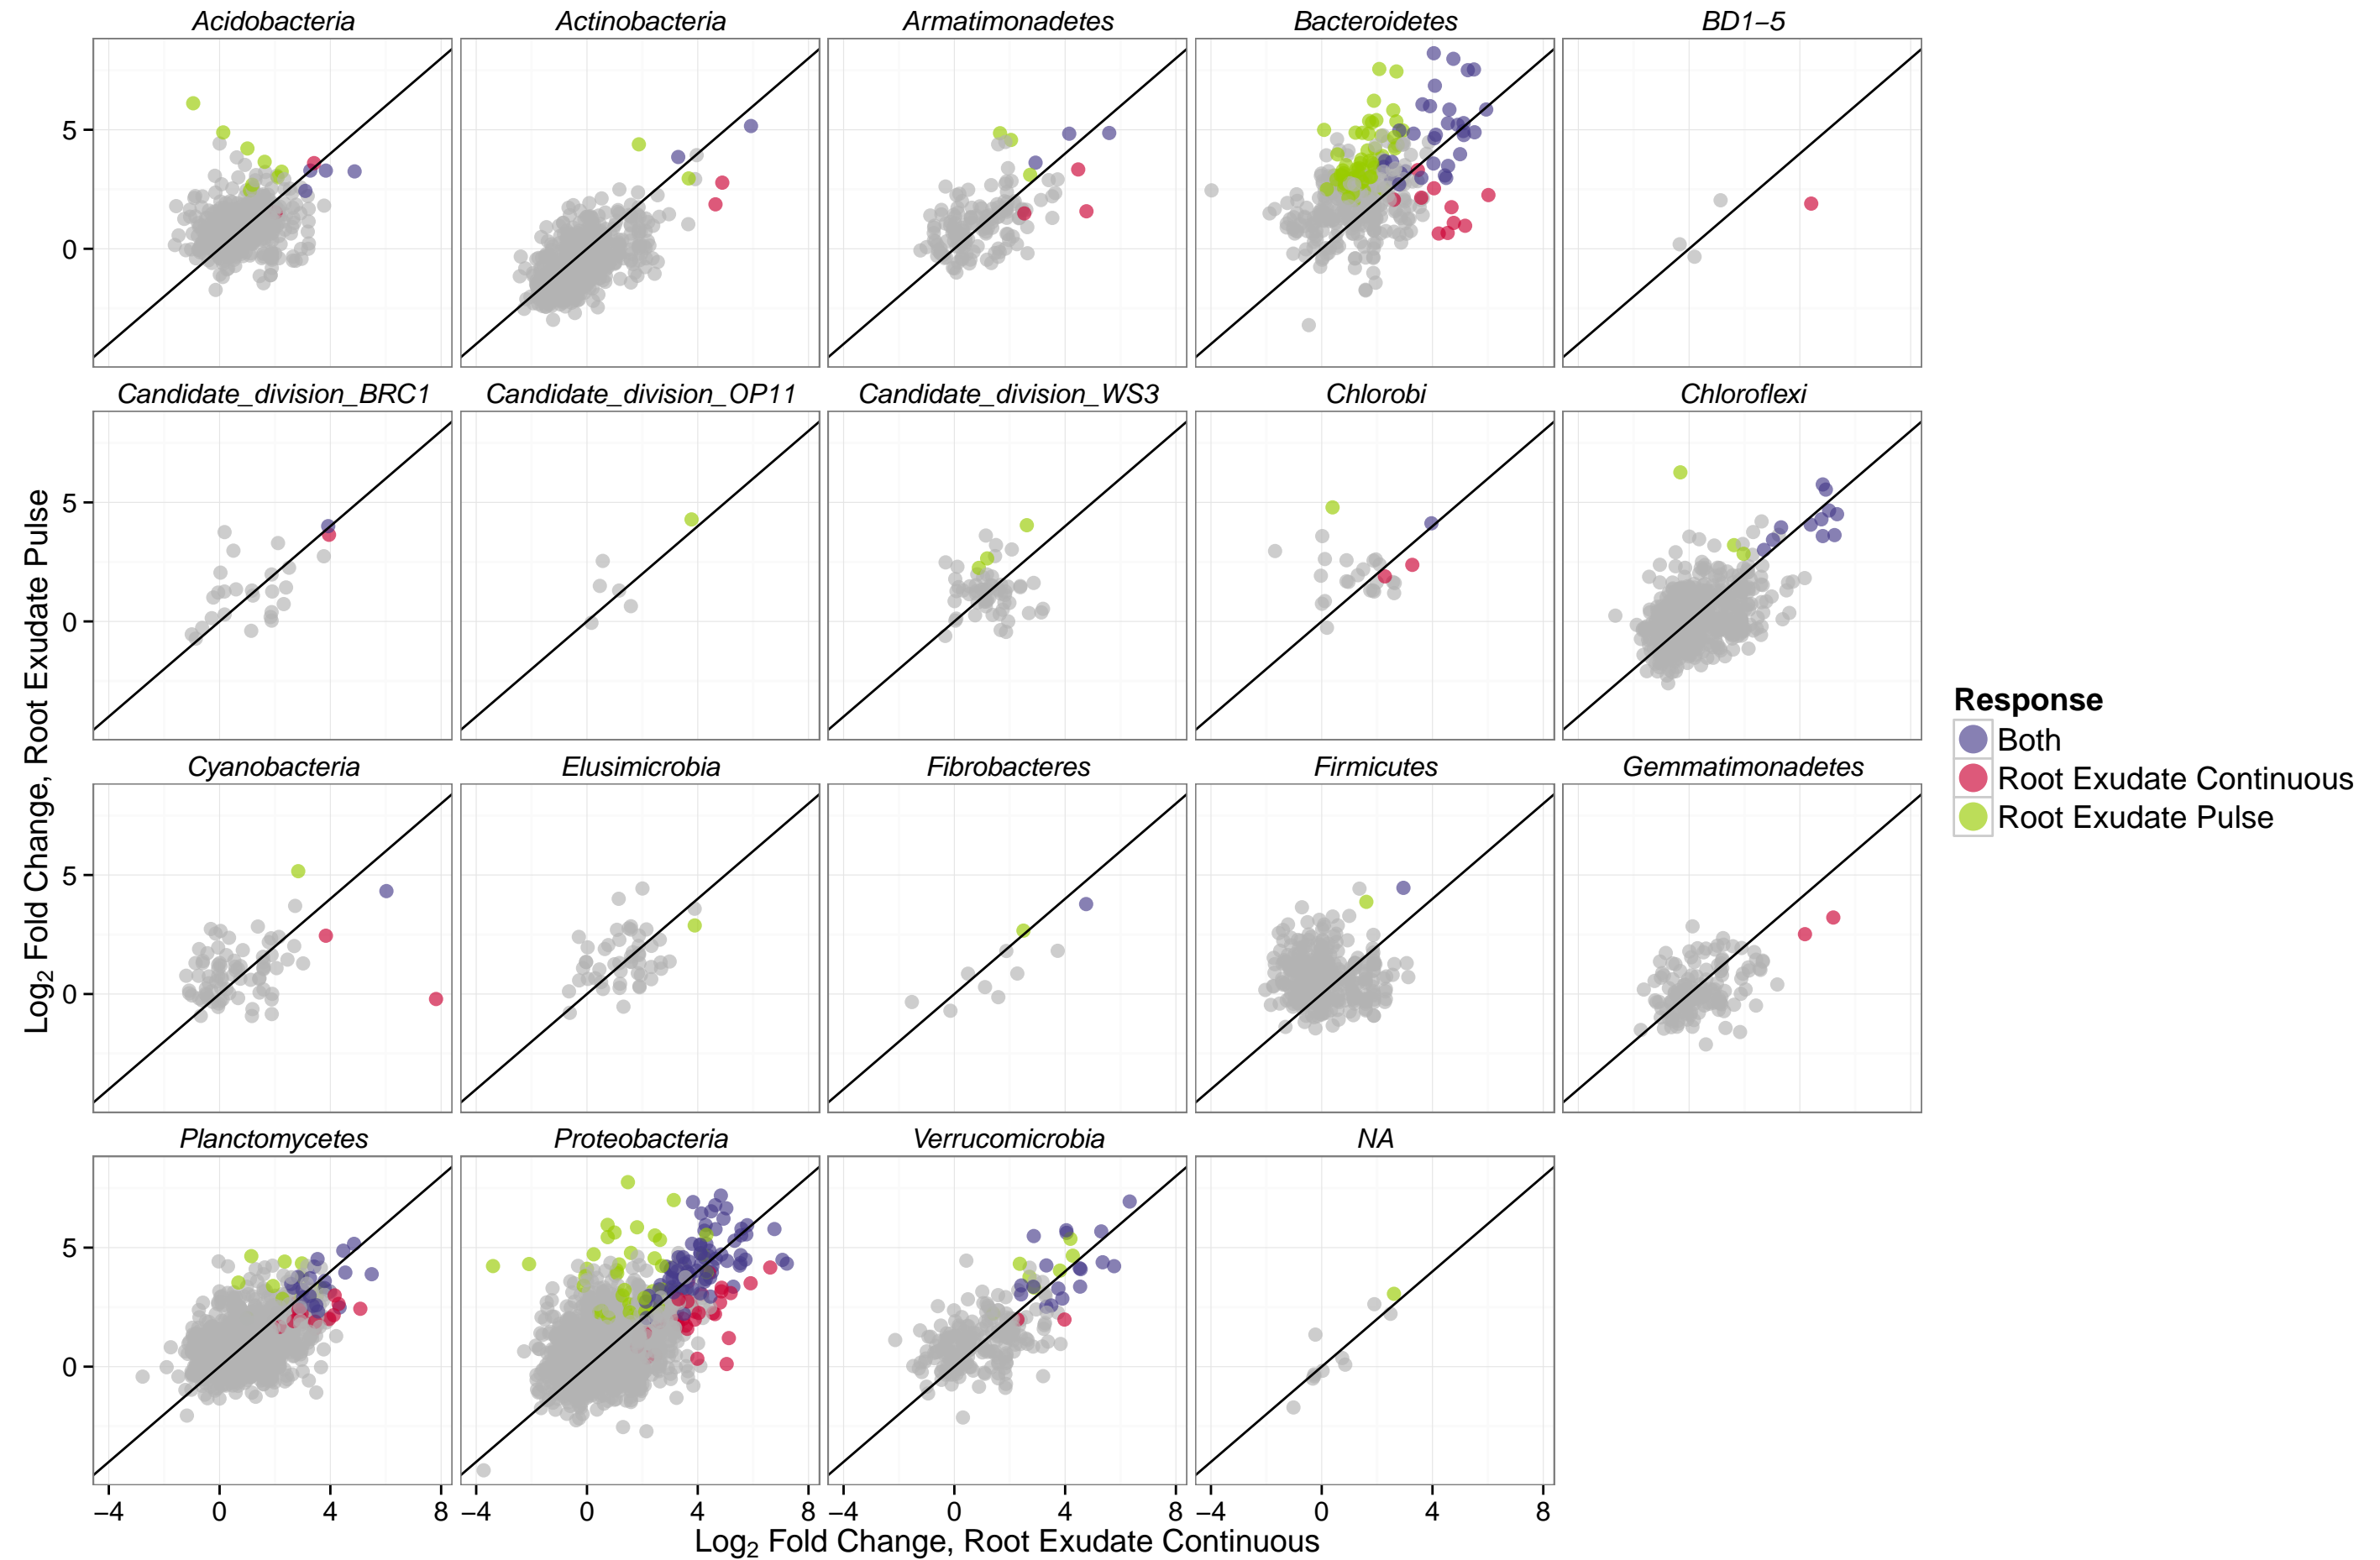 Acidobacteria Actinobacteria Armatimonadetes Bacteroidetes BD1−5
5
0
Candidate_division_BRC1 Candidate_division_OP11 Candidate_division_WS3 Chlorobi Chloroflexi
5
0
Cyanobacteria Elusimicrobia Fibrobacteres Firmicutes Gemmatimonadetes
5
0
Planctomycetes Proteobacteria Verrucomicrobia NA
5
0
−4 0 4 8 −4 0 4 8 −4 0 4 8 −4 0 4 8
Log2 Fold Change, Root Exudate Continuous
Log2 Fold Change, Root Exudate Pulse
Response
Both
Root Exudate Continuous
Root Exudate Pulse